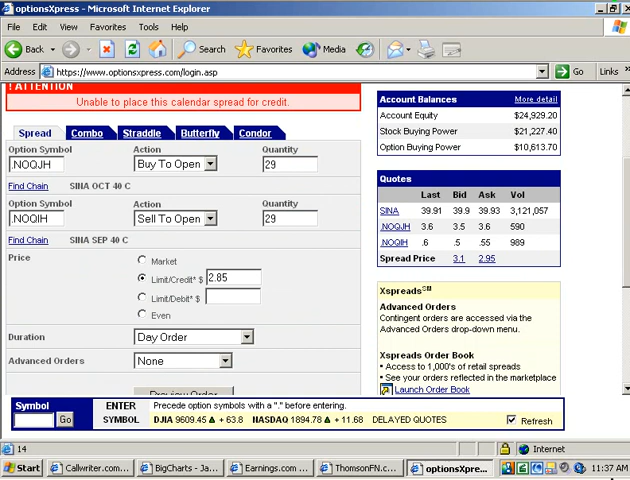 optionsXpress - Microsoft Internet Explorer
File Edit View Favorites Tools Help
Back Search Favorites Media
Address https://www.optionsxpress.com/login.asp Go Links »
! ATTENTION
Unable to place this calendar spread for credit.
Spread Combo Straddle Butterfly Condor
Option Symbol Action Quantity
.NOQJH Buy To Open 29
Find Chain SINA OCT 40 C
Option Symbol Action Quantity
.NOQIH Sell To Open 29
Find Chain SINA SEP 40 C
Price Market
Limit/Credit* $ 2.85
Limit/Debit* $
Even
Duration Day Order
Advanced Orders None
Preview Order
Account Balances More detail
Account Equity $24,929.20
Stock Buying Power $21,227.40
Option Buying Power $10,613.70
Quotes
Last Bid Ask Vol
SINA 39.91 39.9 39.93 3,121,057
.NOQJH 3.6 3.5 3.6 590
.NOQIH .6 .5 .55 989
Spread Price 3.1 2.95
Xspreads SM
Advanced Orders
Contingent orders are accessed via the
Advanced Orders drop-down menu.
Xspreads Order Book
• Access to 1,000's of retail spreads
• See your orders reflected in the marketplace
Launch Order Book
Symbol ENTER Precede option symbols with a "." before entering.
Go SYMBOL DJIA 9609.45 + 63.8 NASDAQ 1894.78 + 11.68 DELAYED QUOTES Refresh
14 Internet
Start Callwriter.com... BigCharts - Ja... Earnings.com ... ThomsonFN.c... optionsXpre... 11:37 AM